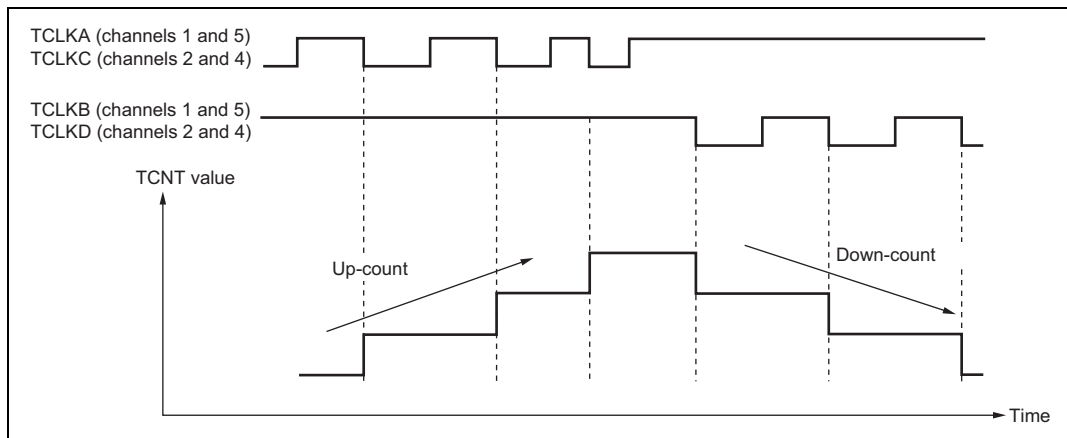 TCLKA (channels 1 and 5)
TCLKC (channels 2 and 4)
TCLKB (channels 1 and 5)
TCLKD (channels 2 and 4)
TCNT value
Up-count
Down-count
Time